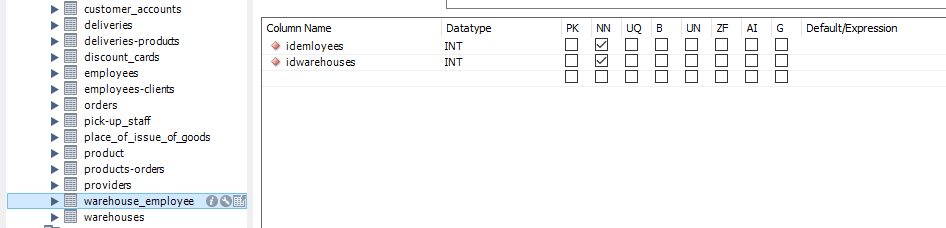 customer_accounts
deliveries
deliveries-products
discount_cards
employees
employees-clients
orders
pick-up_staff
place_of_issue_of_goods
product
products-orders
providers
warehouse_employee
warehouses
Column Name Datatype PK NN UQ B UN ZF AI G Default/Expression
idemloyees INT
idwarehouses INT